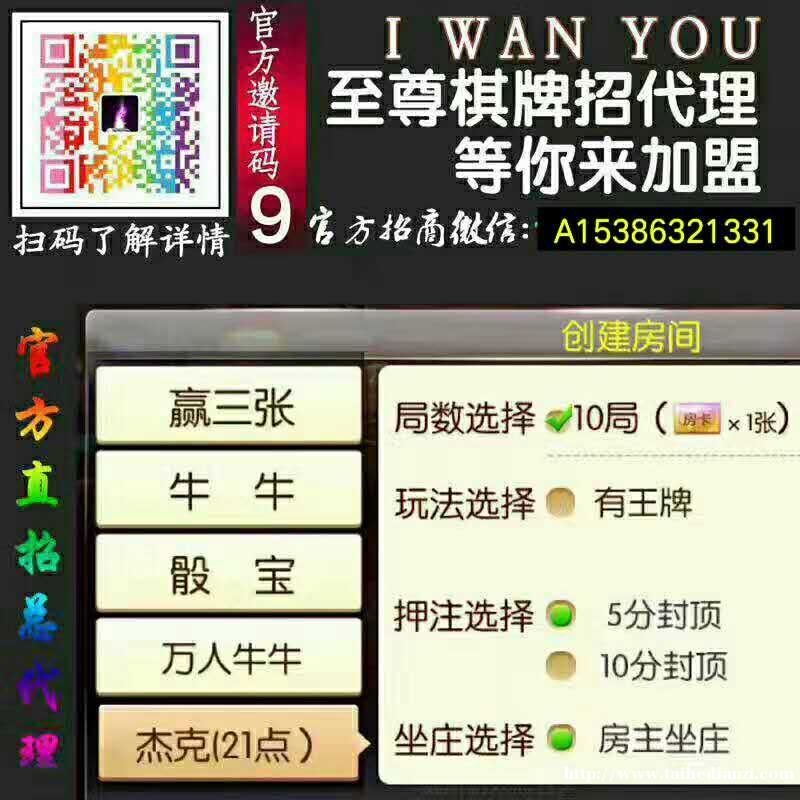 I WAN YOU
至尊棋牌招代理
等你来加盟
官方邀请码
9
官方招商微信:
A15386321331
扫码了解详情
官方直招总代理
创建房间
赢三张
牛 牛
骰 宝
万人牛牛
杰克(21点)
局数选择 10局(房卡×1张)
玩法选择 有王牌
押注选择 5分封顶
10分封顶
坐庄选择 房主坐庄